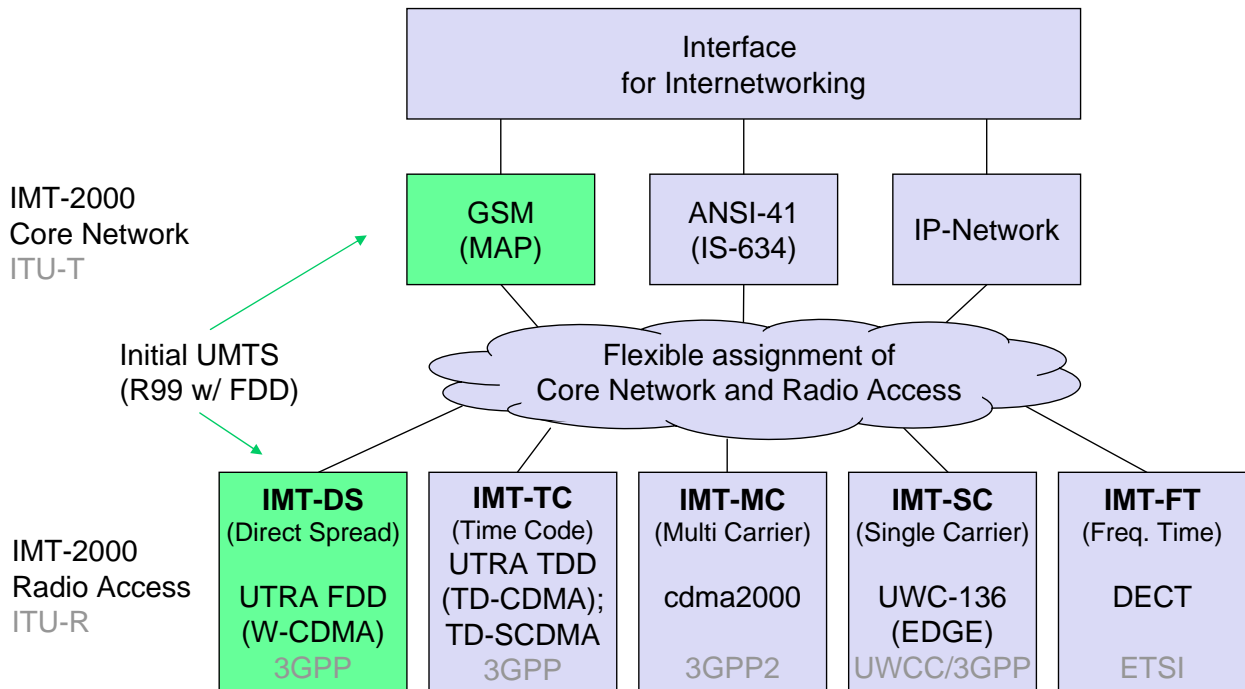 Interface
for Internetworking
IMT-2000
Core Network
ITU-T
GSM
(MAP)
ANSI-41
(IS-634)
IP-Network
Initial UMTS
(R99 w/ FDD)
Flexible assignment of
Core Network and Radio Access
IMT-2000
Radio Access
ITU-R
IMT-DS
(Direct Spread)
UTRA FDD
(W-CDMA)
3GPP
IMT-TC
(Time Code)
UTRA TDD
(TD-CDMA);
TD-SCDMA
3GPP
IMT-MC
(Multi Carrier)
cdma2000
3GPP2
IMT-SC
(Single Carrier)
UWC-136
(EDGE)
UWCC/3GPP
IMT-FT
(Freq. Time)
DECT
ETSI